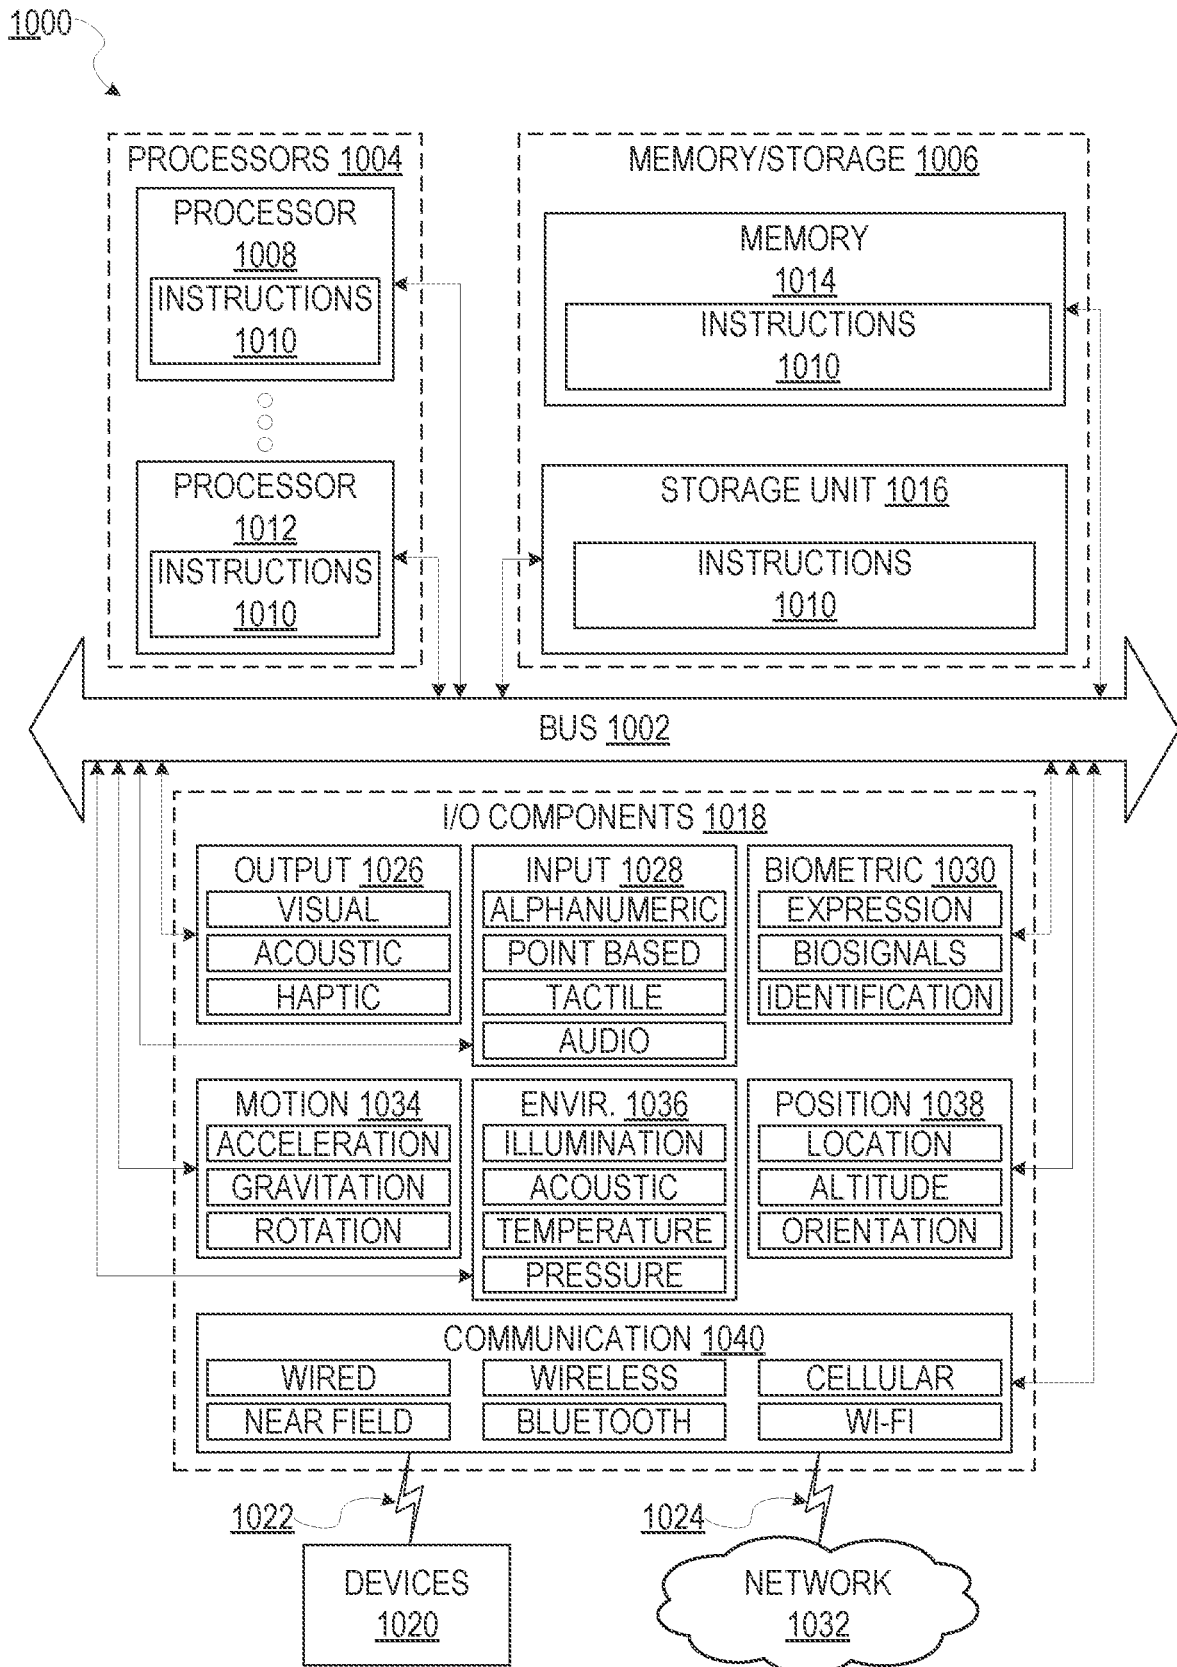 1000
PROCESSORS 1004
PROCESSOR
1008
INSTRUCTIONS
1010
PROCESSOR
1012
INSTRUCTIONS
1010
MEMORY/STORAGE 1006
MEMORY
1014
INSTRUCTIONS
1010
STORAGE UNIT 1016
INSTRUCTIONS
1010
BUS 1002
I/O COMPONENTS 1018
OUTPUT 1026
VISUAL
ACOUSTIC
HAPTIC
INPUT 1028
ALPHANUMERIC
POINT BASED
TACTILE
AUDIO
BIOMETRIC 1030
EXPRESSION
BIOSIGNALS
IDENTIFICATION
MOTION 1034
ACCELERATION
GRAVITATION
ROTATION
ENVIR. 1036
ILLUMINATION
ACOUSTIC
TEMPERATURE
PRESSURE
POSITION 1038
LOCATION
ALTITUDE
ORIENTATION
COMMUNICATION 1040
WIRED
WIRELESS
CELLULAR
NEAR FIELD
BLUETOOTH
WI-FI
1022
1024
DEVICES
1020
NETWORK
1032